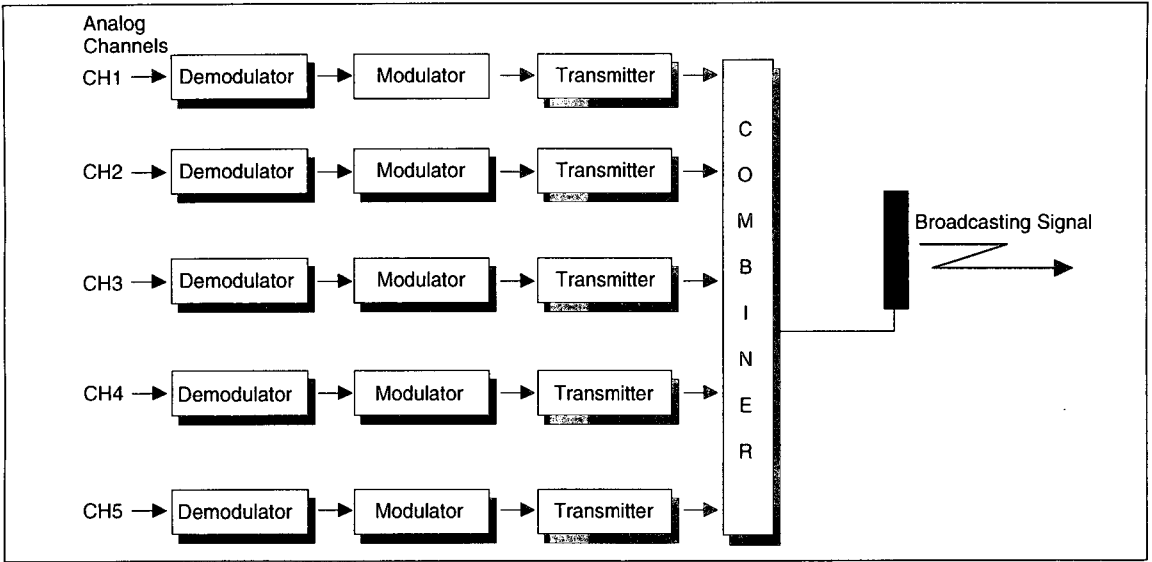 Analog
Channels
CH1 Demodulator Modulator Transmitter
CH2 Demodulator Modulator Transmitter
CH3 Demodulator Modulator Transmitter
CH4 Demodulator Modulator Transmitter
CH5 Demodulator Modulator Transmitter
C
O
M
B
I
N
E
R
Broadcasting Signal